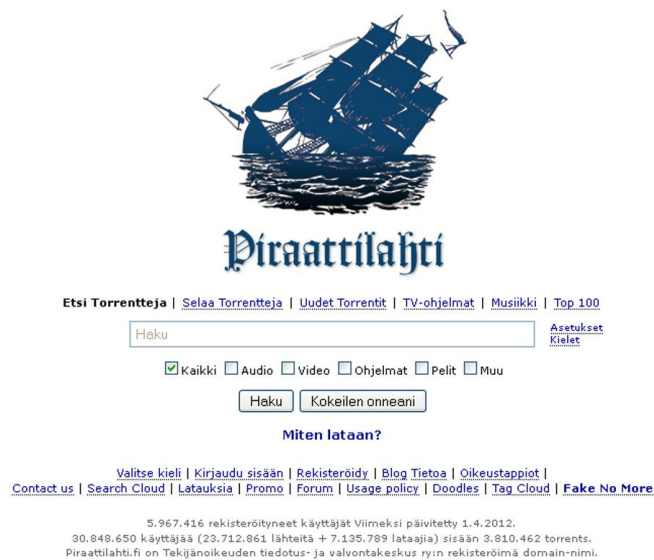 Piraattilahti
Etsi Torrentteja | Selaa Torrentteja | Uudet Torrentit | TV-ohjelmat | Musiikki | Top 100
Haku
Asetukset
Kielet
Kaikki Audio Video Ohjelmat Pelit Muu
Haku Kokeilen onneani
Miten lataan?
Valitse kieli | Kirjaudu sisään | Rekisteröidy | Blog Tietoa | Oikeustappiot |
Contact us | Search Cloud | Latauksia | Promo | Forum | Usage policy | Doodles | Tag Cloud | Fake No More
5.967.416 rekisteröityneet käyttäjät Viimeksi päivitetty 1.4.2012.
30.848.650 käyttäjää (23.712.861 lähteitä + 7.135.789 lataajia) sisään 3.810.462 torrents.
Piraattilahti.fi on Tekijänoikeuden tiedotus- ja valvontakeskus ry:n rekisteröimä domain-nimi.